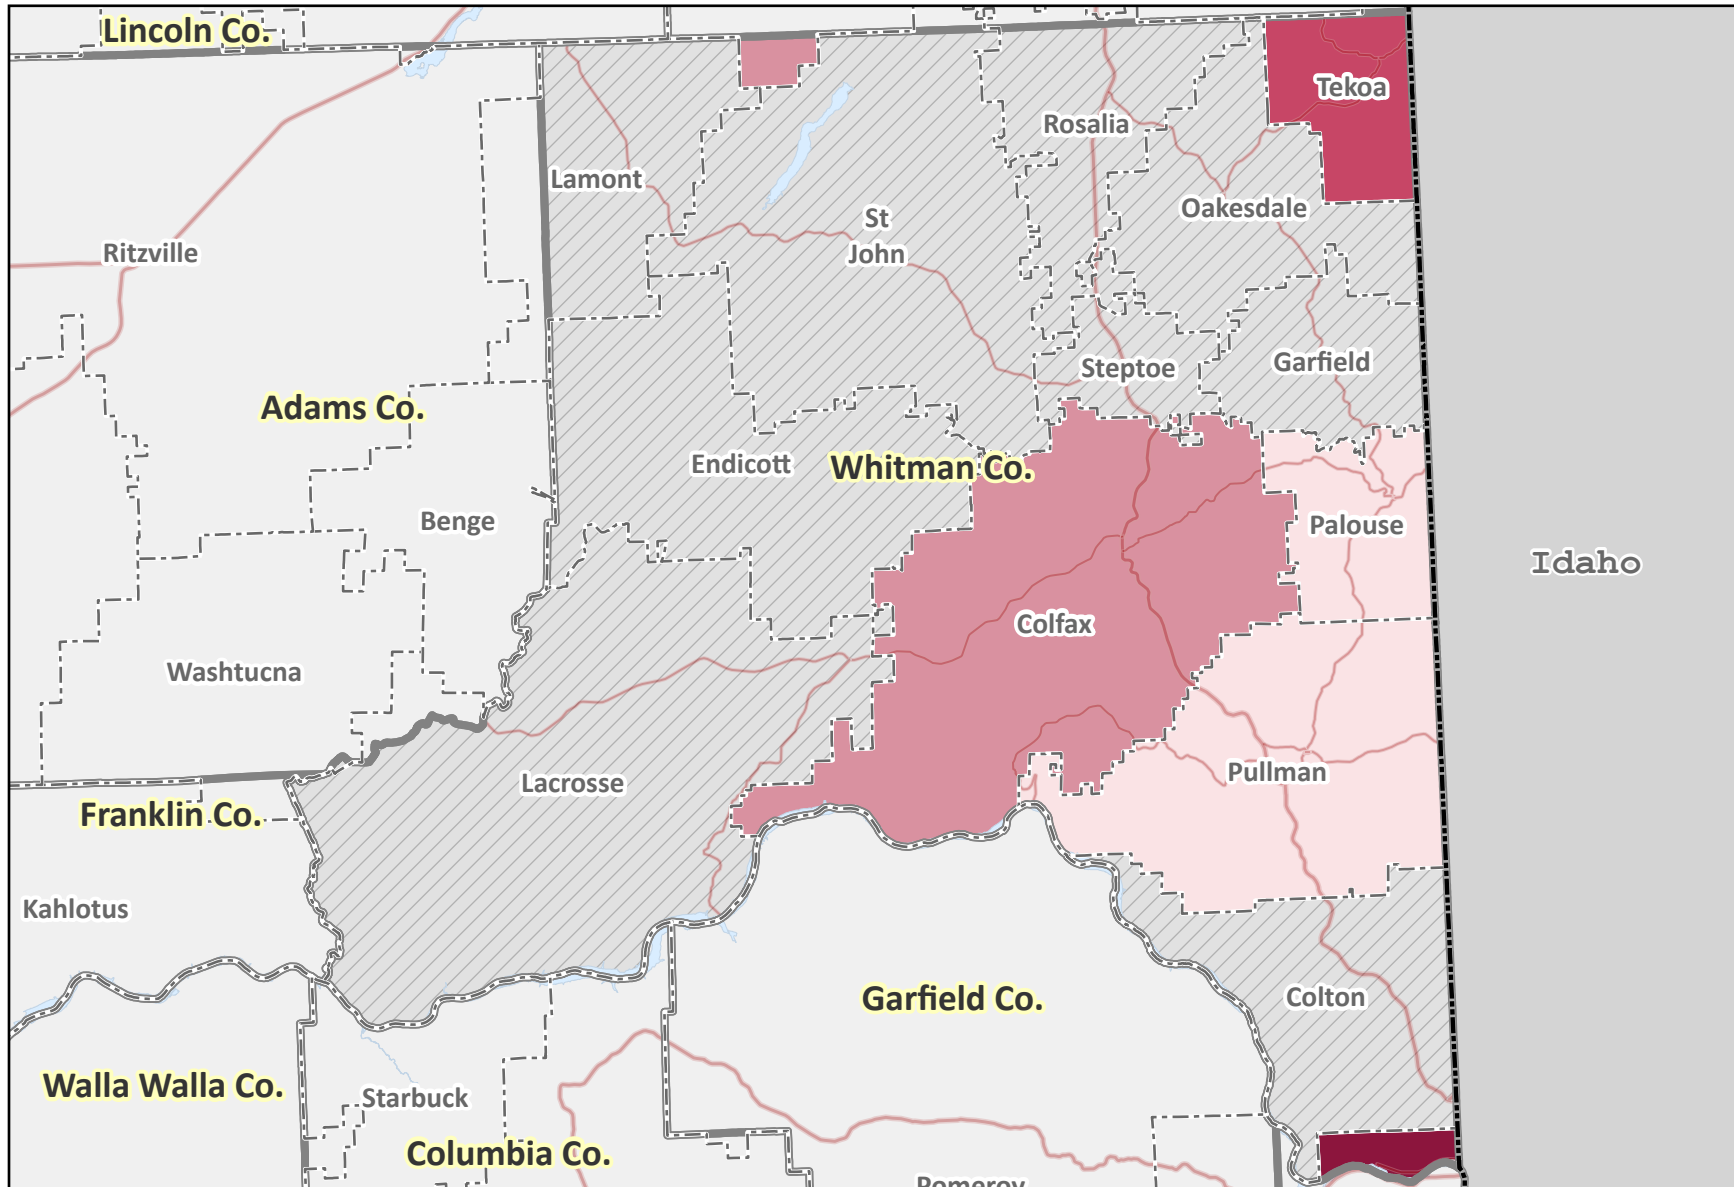 Lincoln Co.
Tekoa
Rosalia
Lamont
Oakesdale
St
John
Ritzville
Steptoe
Garfield
Adams Co.
Endicott
Whitman Co.
Benge
Palouse
Idaho
Colfax
Washtucna
Pullman
Lacrosse
Franklin Co.
Kahlotus
Garfield Co.
Colton
Walla Walla Co.
Starbuck
Columbia Co.
Pomeroy